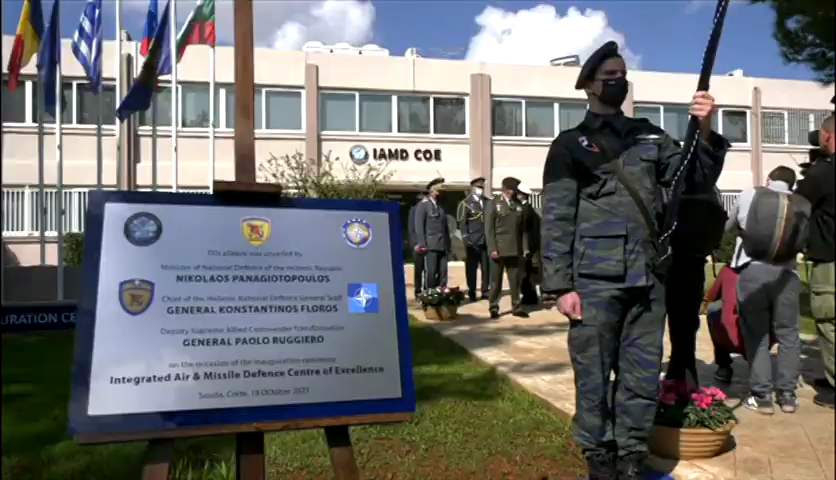 IAMD COE
This plaque was unveiled by
Minister of National Defence of the Hellenic Republic
NIKOLAOS PANAGIOTOPOULOS
Chief of the Hellenic National Defence General Staff
GENERAL KONSTANTINOS FLOROS
Deputy Supreme Allied Commander Transformation
GENERAL PAOLO RUGGIERO
on the occasion of the inauguration ceremony
Integrated Air & Missile Defence Centre of Excellence
Souda, Crete, October 2021
URATION CE